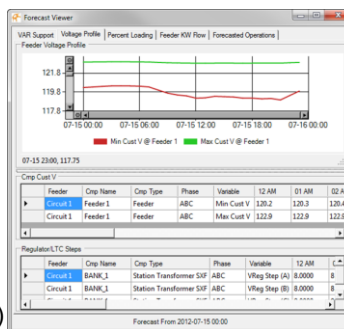 Forecast Viewer
VAR Support Voltage Profile Percent Loading Feeder KW Flow Forecasted Operations
Feeder Voltage Profile
121.8
119.8
117.8
07-15 00:00 07-15 06:00 07-15 12:00 07-15 18:00 07-16 00:00
Min Cust V @ Feeder 1 Max Cust V @ Feeder 1
07-15 23:00, 117.75
Cmp Cust V
Feeder Cmp Name Cmp Type Phase Variable 12 AM 01 AM 02 A
Circuit 1 Feeder 1 Feeder ABC Min Cust V 120.2 120.3 120.4
Circuit 1 Feeder 1 Feeder ABC Max Cust V 122.9 122.9 122.9
Regulator/LTC Steps
Feeder Cmp Name Cmp Type Phase Variable 12 AM
Circuit 1 BANK_1 Station Transformer SXF ABC VReg Step (A) 8.0000 8
Circuit 1 BANK_1 Station Transformer SXF ABC VReg Step (B) 8.0000 8
Forecast From 2012-07-15 00:00
)